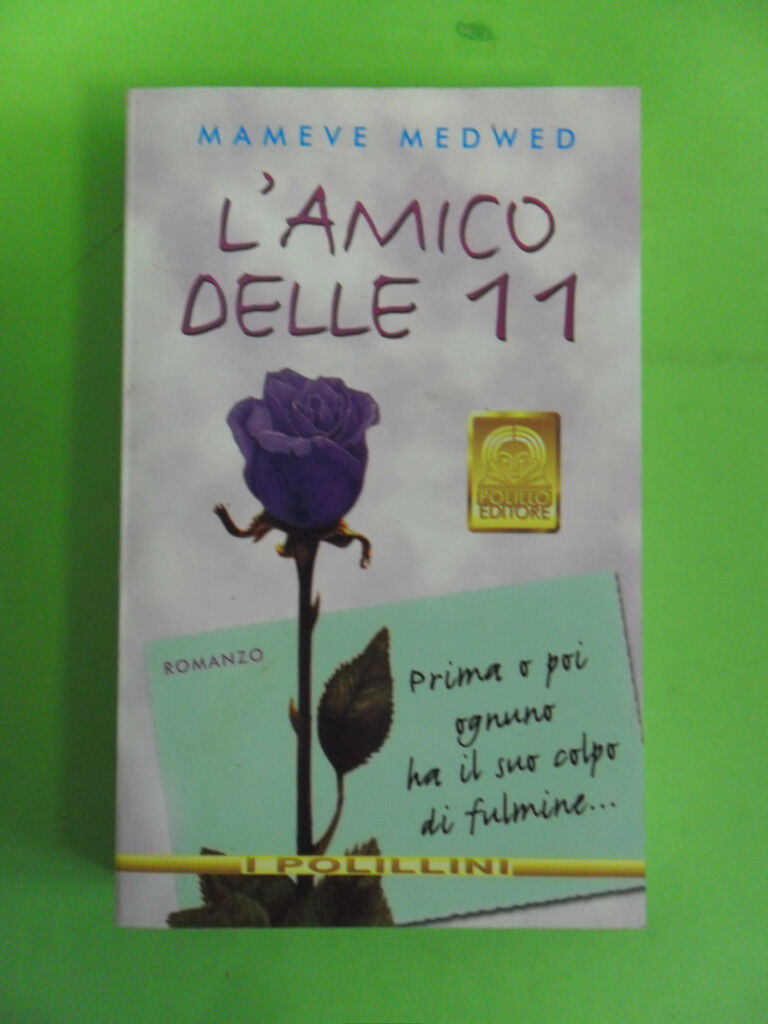 MAMEVE MEDWED
L'AMICO
DELLE 11
POLILLO
EDITORE
ROMANZO
Prima o poi
ognuno
ha il suo colpo
di fulmine...
I POLILLINI